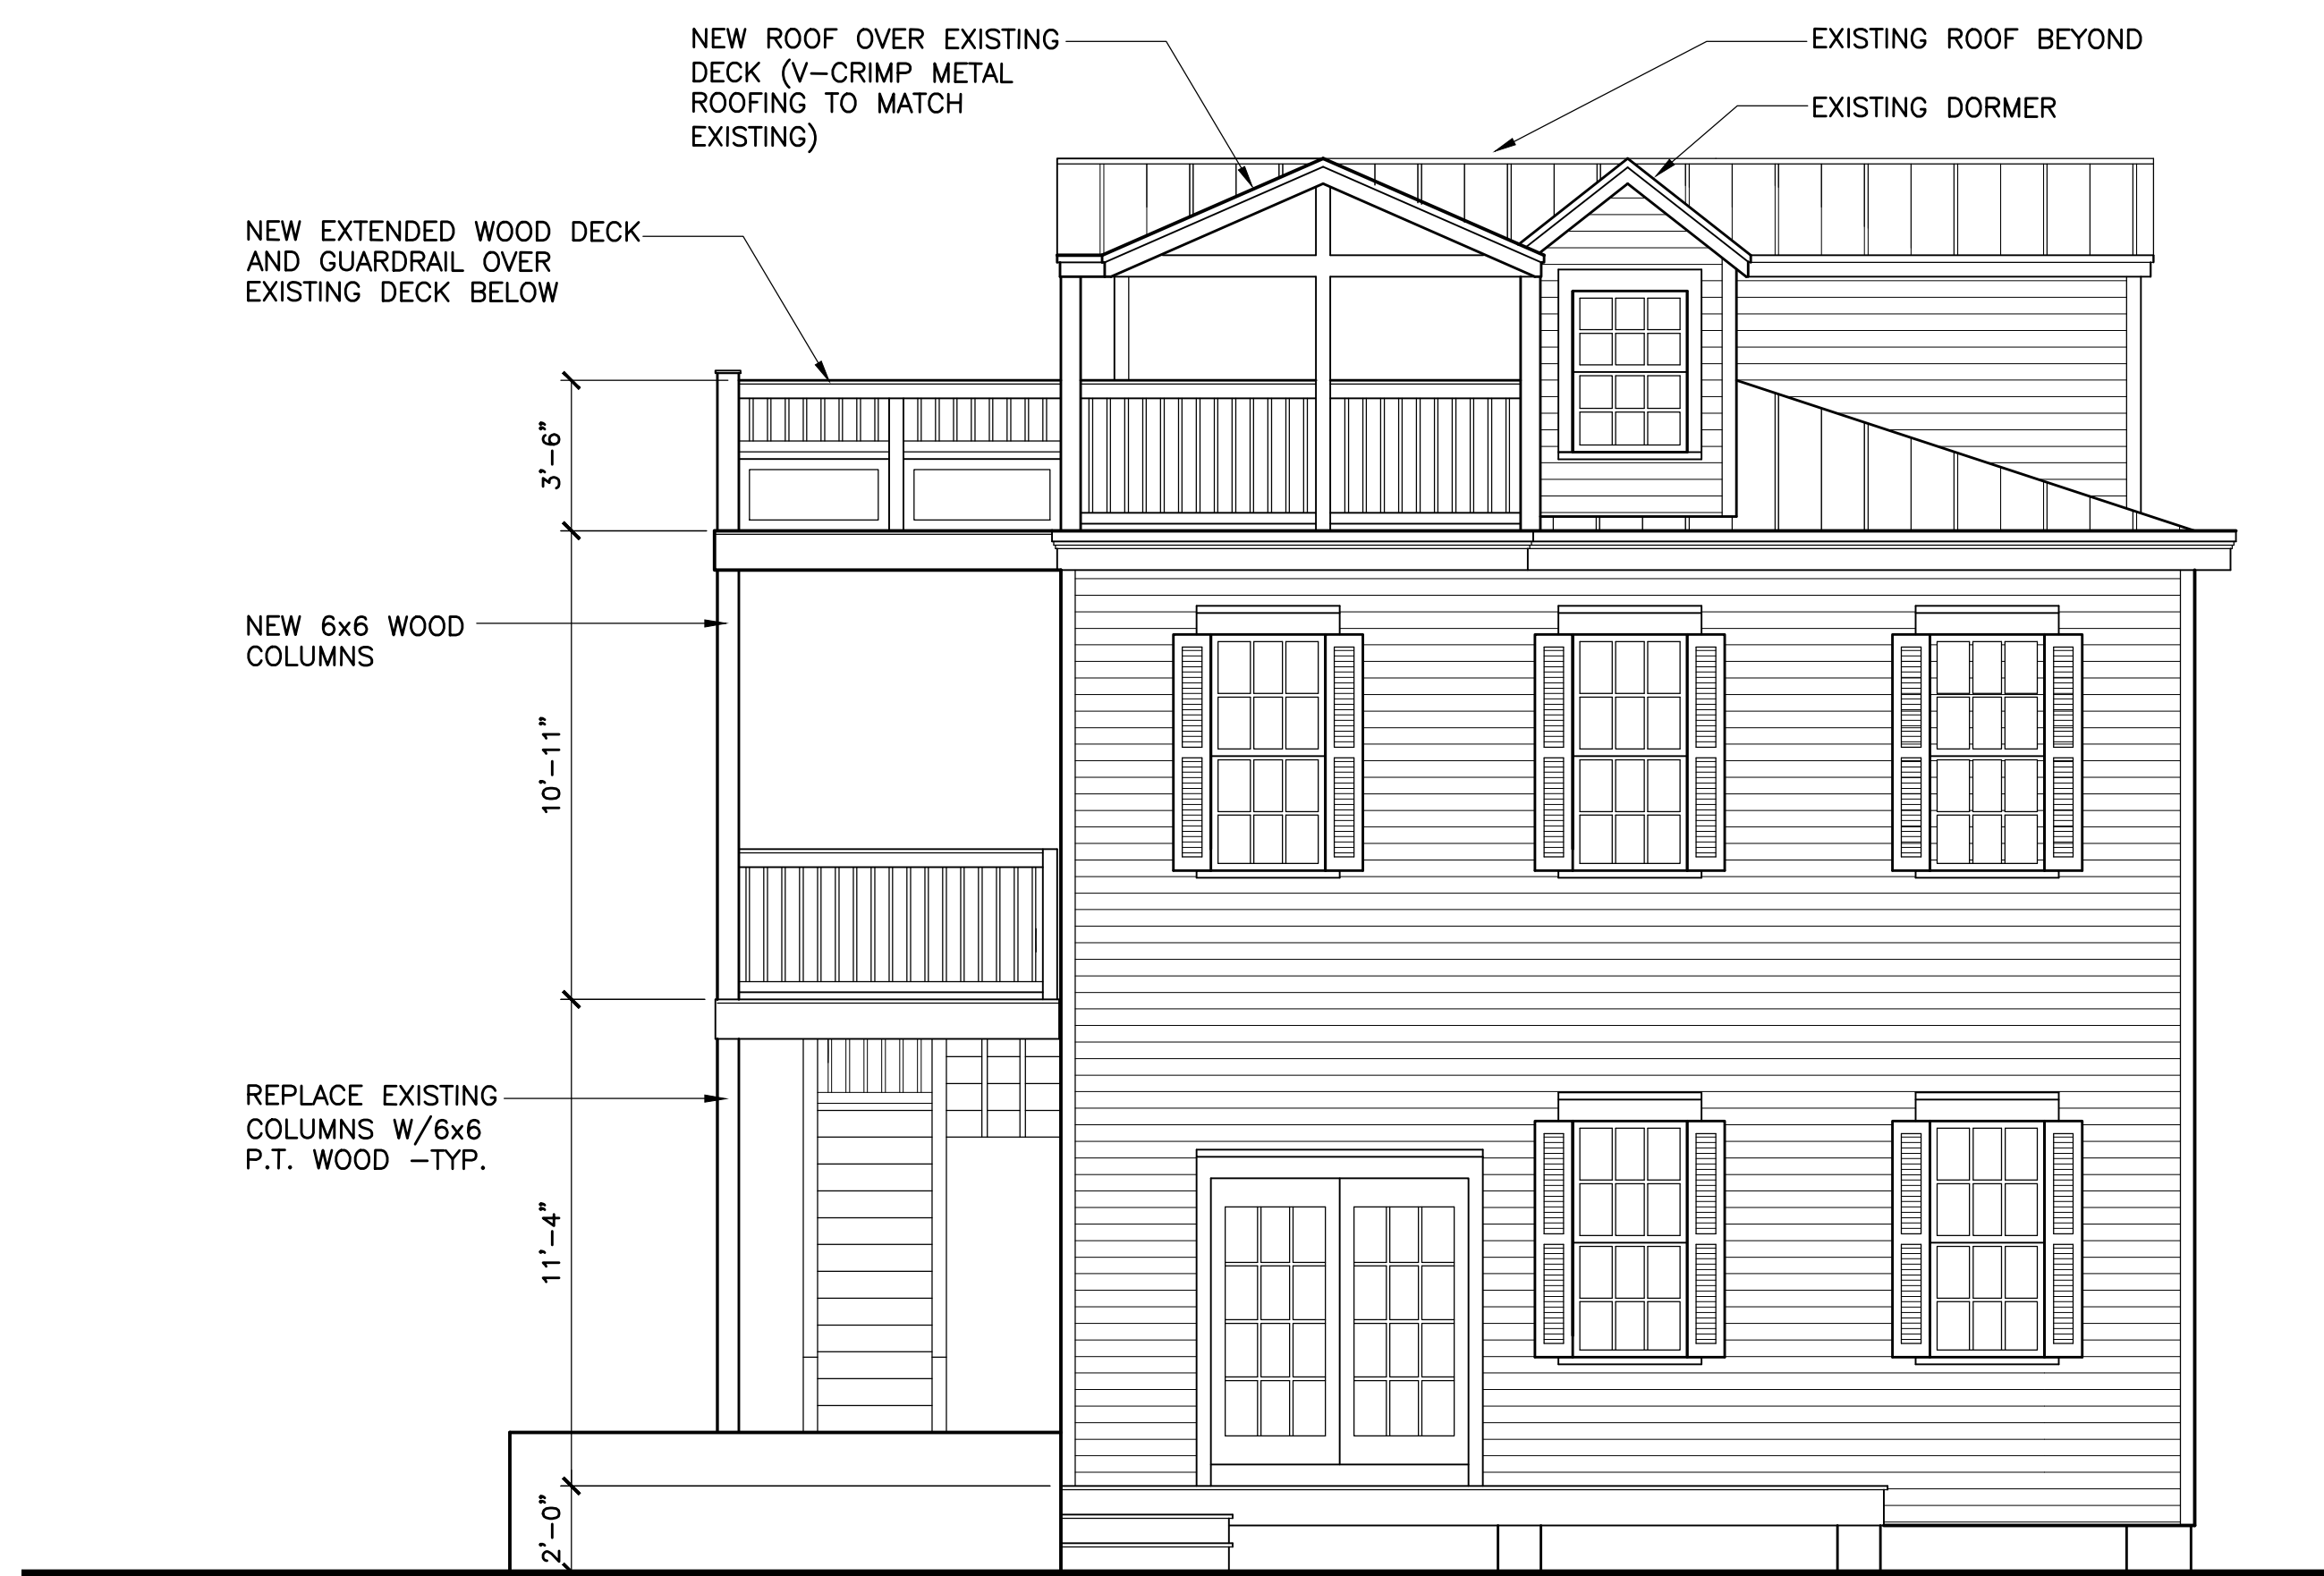 NEW ROOF OVER EXISTING
DECK (V-CRIMP METAL
ROOFING TO MATCH
EXISTING)
EXISTING ROOF BEYOND
EXISTING DORMER
NEW EXTENDED WOOD DECK
AND GUARDRAIL OVER
EXISTING DECK BELOW
3'-6"
NEW 6x6 WOOD
COLUMNS
10'-11"
REPLACE EXISTING
COLUMNS W/6x6
P.T. WOOD -TYP.
11'-4"
2'-0"